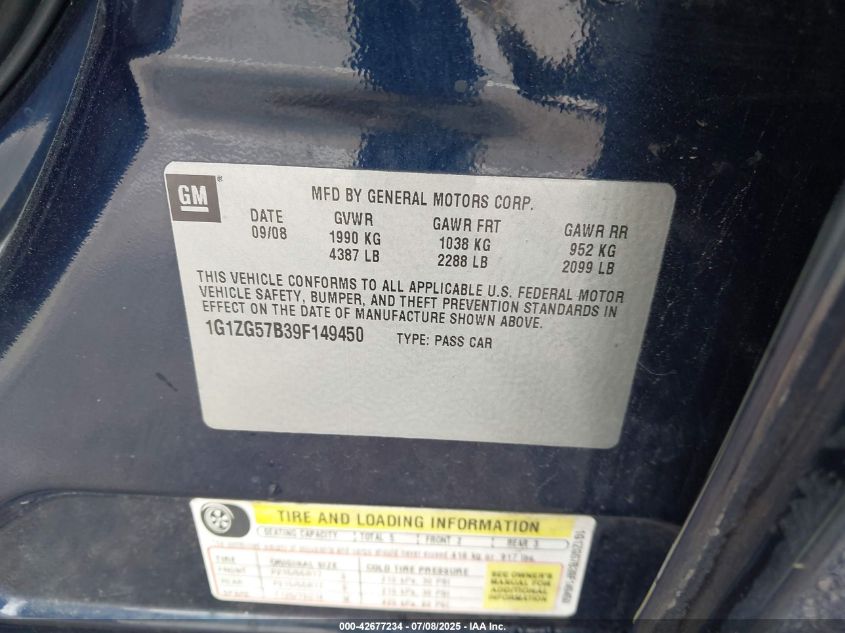 GM®
MFD BY GENERAL MOTORS CORP.
DATE GVWR GAWR FRT GAWR RR
09/08 1990 KG 1038 KG 952 KG
4387 LB 2288 LB 2099 LB
THIS VEHICLE CONFORMS TO ALL APPLICABLE U.S. FEDERAL MOTOR
VEHICLE SAFETY, BUMPER, AND THEFT PREVENTION STANDARDS IN
EFFECT ON THE DATE OF MANUFACTURE SHOWN ABOVE.
1G1ZG57B39F149450 TYPE: PASS CAR
TIRE AND LOADING INFORMATION
SEATING CAPACITY TOTAL 5 FRONT 2 REAR 3
TIRE ORIGINAL SIZE COLD TIRE PRESSURE
FRONT
REAR
SPARE
SEE OWNER'S
MANUAL FOR
ADDITIONAL
INFORMATION
000-42677234 - 07/08/2025 - IAA Inc.